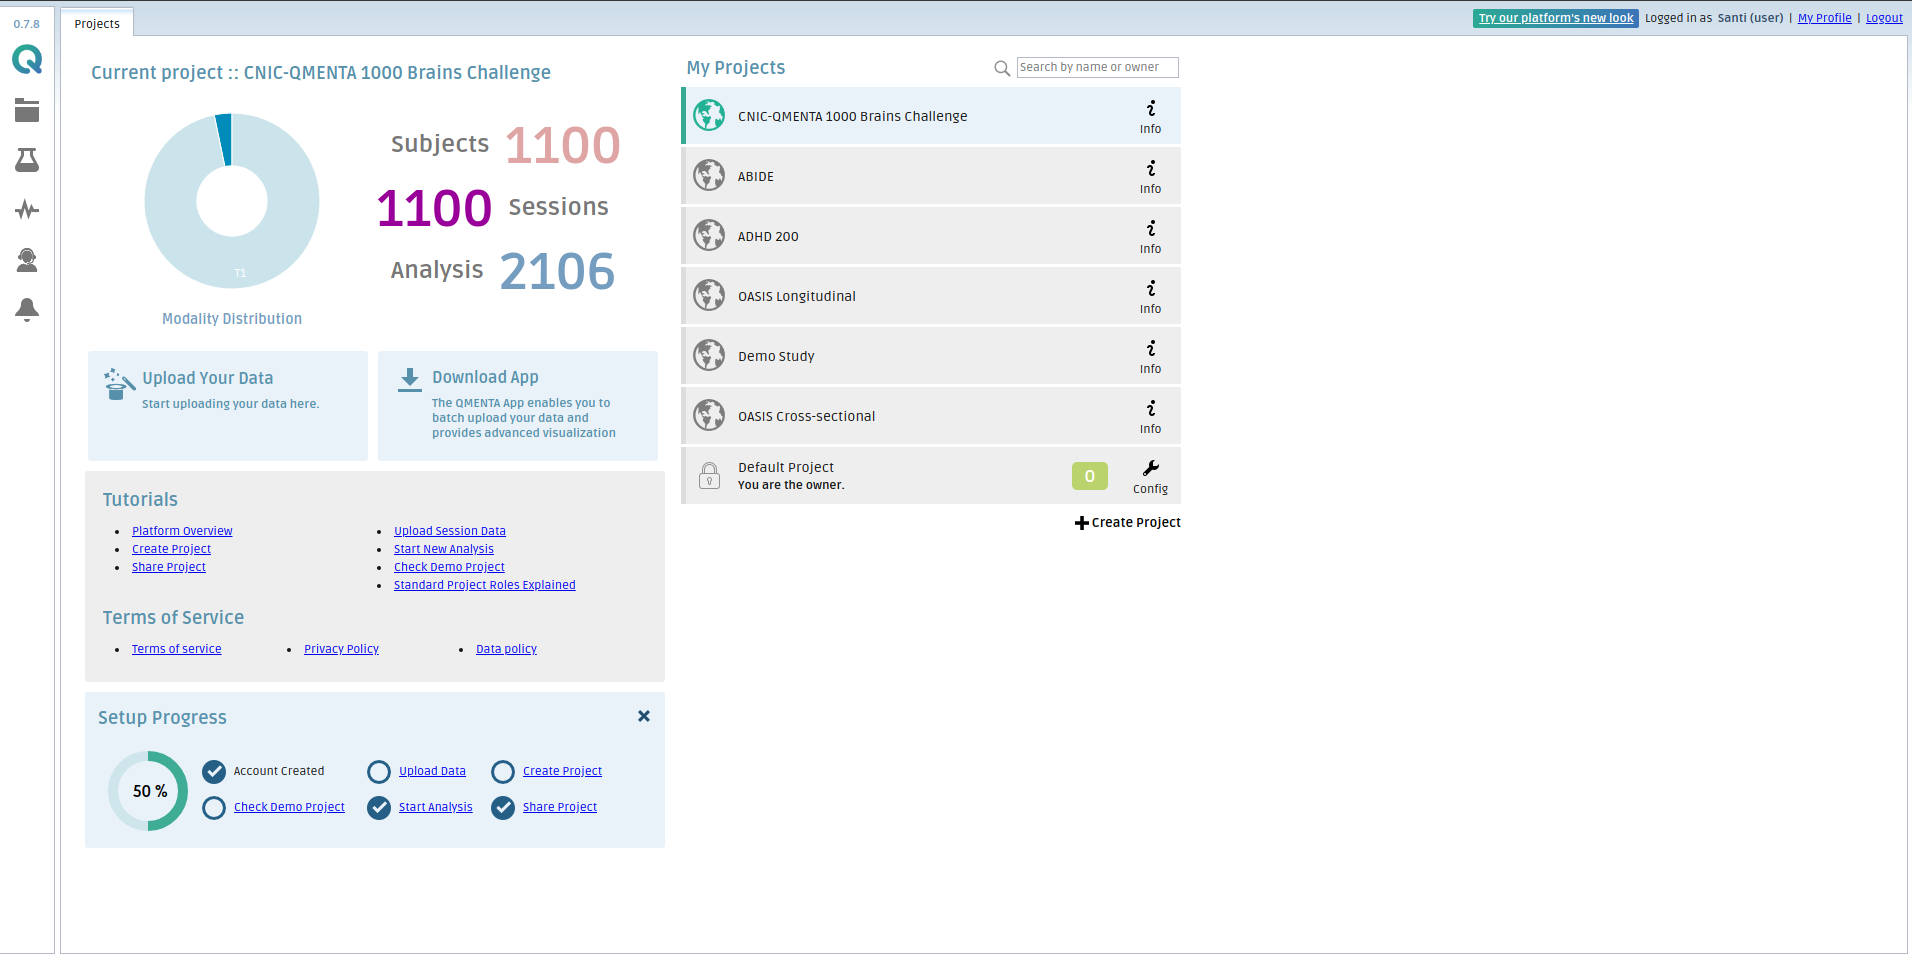 0.7.8
Projects
Try our platform's new look Logged in as Santi (user) | My Profile | Logout
Current project :: CNIC-QMENTA 1000 Brains Challenge
T1
Modality Distribution
Subjects 1100
1100 Sessions
Analysis 2106
Upload Your Data
Start uploading your data here.
Download App
The QMENTA App enables you to
batch upload your data and
provides advanced visualization
Tutorials
Platform Overview
Create Project
Share Project
Upload Session Data
Start New Analysis
Check Demo Project
Standard Project Roles Explained
Terms of Service
Terms of service
Privacy Policy
Data policy
Setup Progress
50 %
Account Created
Upload Data
Create Project
Check Demo Project
Start Analysis
Share Project
My Projects
Search by name or owner
CNIC-QMENTA 1000 Brains Challenge
Info
ABIDE
Info
ADHD 200
Info
OASIS Longitudinal
Info
Demo Study
Info
OASIS Cross-sectional
Info
Default Project
You are the owner.
0
Config
Create Project